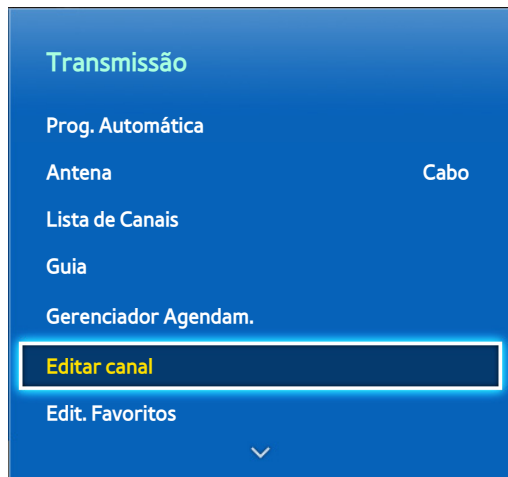 Transmissão
Prog. Automática
Antena Cabo
Lista de Canais
Guia
Gerenciador Agendam.
Editar canal
Edit. Favoritos